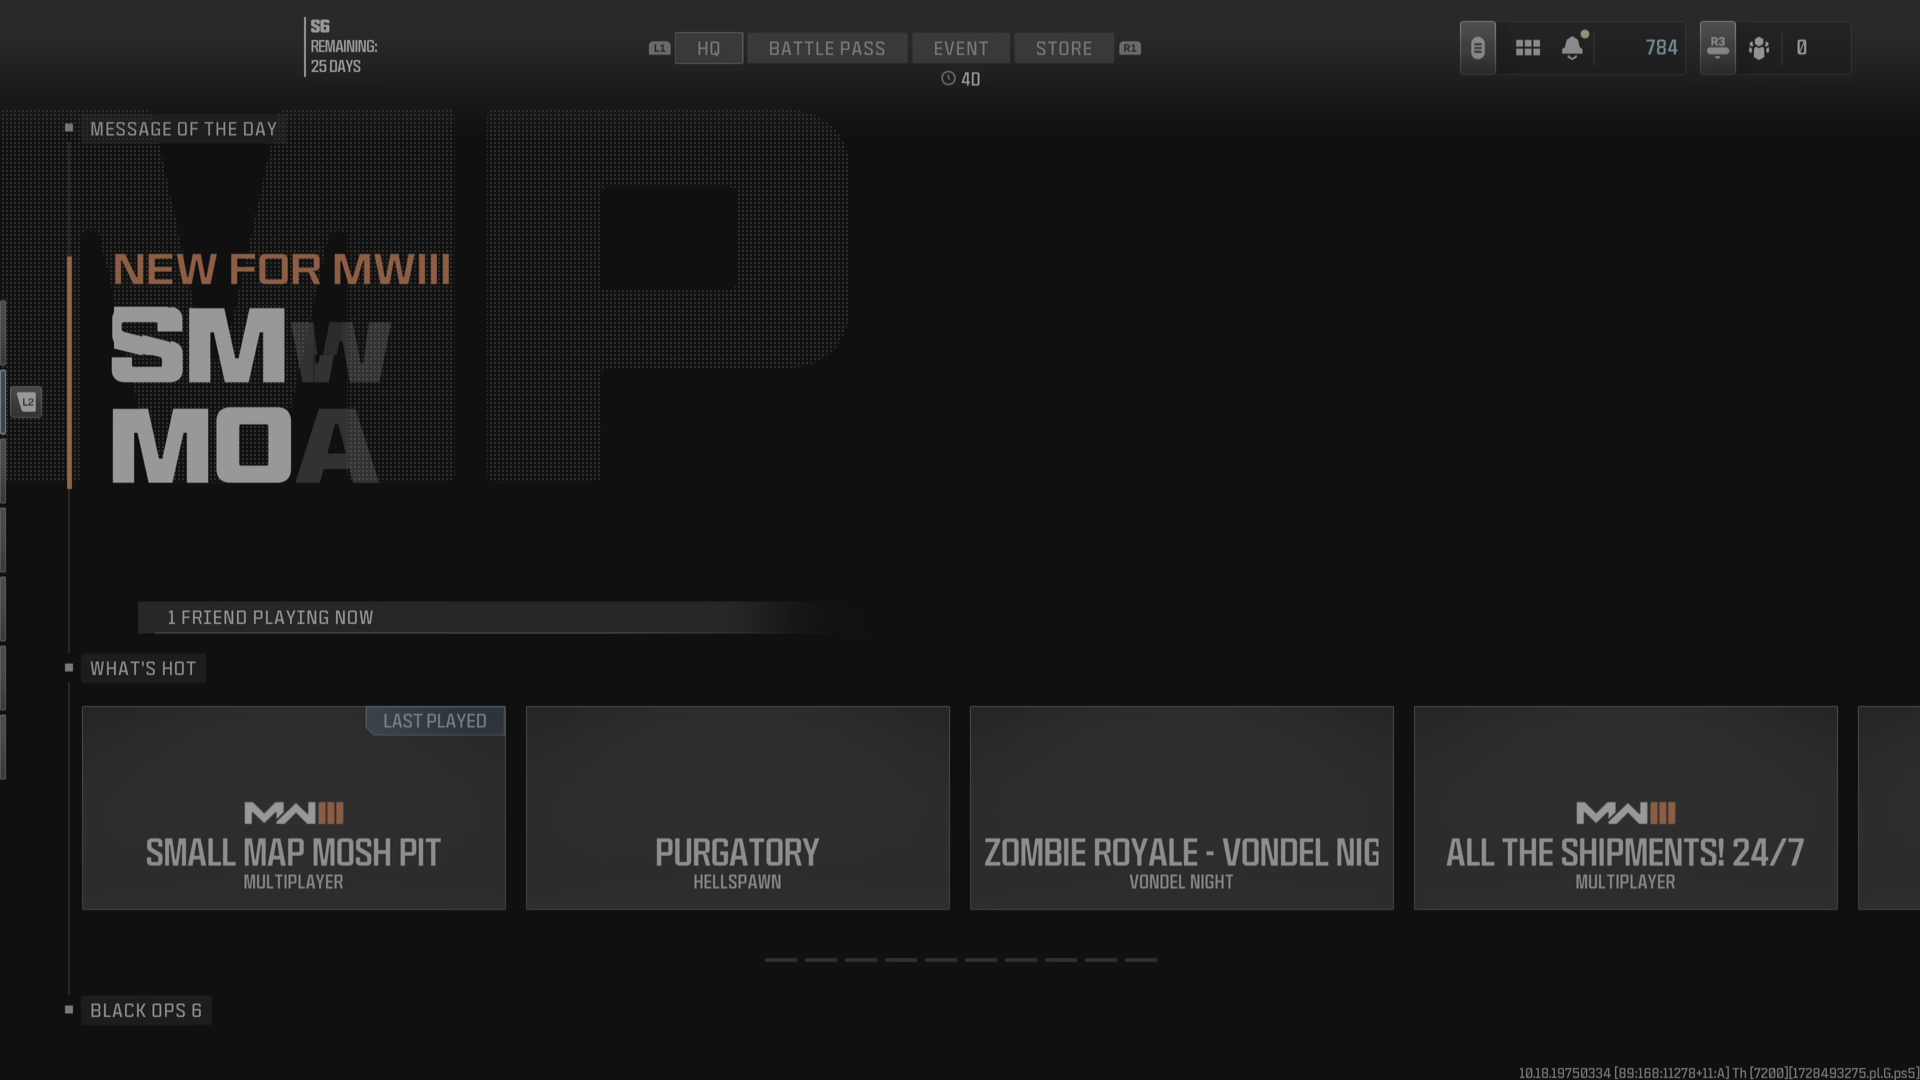 S6
REMAINING:
25 DAYS
L1
HQ
BATTLE PASS
EVENT
STORE
R1
4D
784
R3
0
MESSAGE OF THE DAY
MP
NEW FOR MWIII
SMW
MOA
L2
1 FRIEND PLAYING NOW
WHAT'S HOT
LAST PLAYED
MWIII
SMALL MAP MOSH PIT
MULTIPLAYER
PURGATORY
HELLSPAWN
ZOMBIE ROYALE - VONDEL NIG
VONDEL NIGHT
MWIII
ALL THE SHIPMENTS! 24/7
MULTIPLAYER
BLACK OPS 6
10.18.19750334 [89:168:11278+11:A] Th [7200][1728493275.pl.G.ps5]